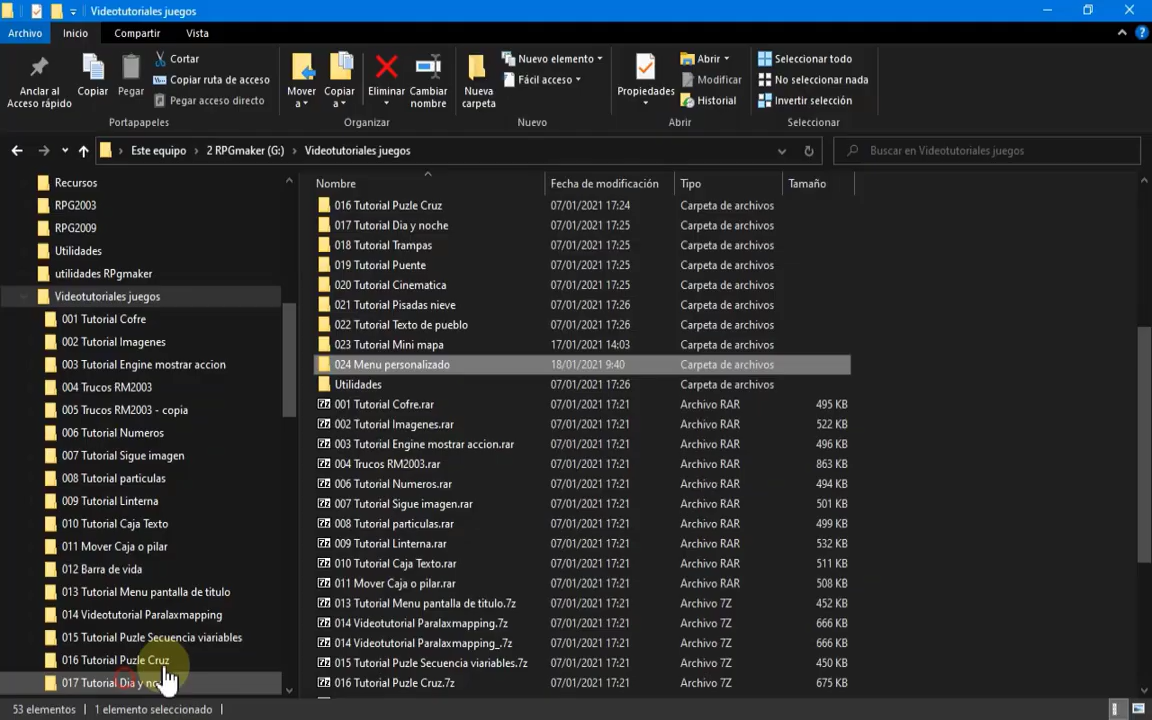 Videotutoriales juegos
Archivo Inicio Compartir Vista
Anclar al Acceso rápido
Copiar
Pegar
Cortar
Copiar ruta de acceso
Pegar acceso directo
Mover a
Copiar a
Eliminar
Cambiar nombre
Nueva carpeta
Nuevo elemento
Fácil acceso
Propiedades
Abrir
Modificar
Historial
Seleccionar todo
No seleccionar nada
Invertir selección
Portapapeles Organizar Nuevo Abrir Seleccionar
Este equipo > 2 RPGmaker (G:) > Videotutoriales juegos
Buscar en Videotutoriales juegos
Recursos
RPG2003
RPG2009
Utilidades
utilidades RPgmaker
Videotutoriales juegos
001 Tutorial Cofre
002 Tutorial Imagenes
003 Tutorial Engine mostrar accion
004 Trucos RM2003
005 Trucos RM2003 - copia
006 Tutorial Numeros
007 Tutorial Sigue imagen
008 Tutorial particulas
009 Tutorial Linterna
010 Tutorial Caja Texto
011 Mover Caja o pilar
012 Barra de vida
013 Tutorial Menu pantalla de titulo
014 Videotutorial Paralaxmapping
015 Tutorial Puzle Secuencia viariables
016 Tutorial Puzle Cruz
017 Tutorial Dia y
Nombre Fecha de modificación Tipo Tamaño
016 Tutorial Puzle Cruz 07/01/2021 17:24 Carpeta de archivos
017 Tutorial Dia y noche 07/01/2021 17:25 Carpeta de archivos
018 Tutorial Trampas 07/01/2021 17:25 Carpeta de archivos
019 Tutorial Puente 07/01/2021 17:25 Carpeta de archivos
020 Tutorial Cinematica 07/01/2021 17:25 Carpeta de archivos
021 Tutorial Pisadas nieve 07/01/2021 17:26 Carpeta de archivos
022 Tutorial Texto de pueblo 07/01/2021 17:26 Carpeta de archivos
023 Tutorial Mini mapa 17/01/2021 14:03 Carpeta de archivos
024 Menu personalizado 18/01/2021 9:40 Carpeta de archivos
Utilidades 07/01/2021 17:26 Carpeta de archivos
001 Tutorial Cofre.rar 07/01/2021 17:21 Archivo RAR 495 KB
002 Tutorial Imagenes.rar 07/01/2021 17:21 Archivo RAR 522 KB
003 Tutorial Engine mostrar accion.rar 07/01/2021 17:21 Archivo RAR 496 KB
004 Trucos RM2003.rar 07/01/2021 17:21 Archivo RAR 863 KB
006 Tutorial Numeros.rar 07/01/2021 17:21 Archivo RAR 494 KB
007 Tutorial Sigue imagen.rar 07/01/2021 17:21 Archivo RAR 501 KB
008 Tutorial particulas.rar 07/01/2021 17:21 Archivo RAR 499 KB
009 Tutorial Linterna.rar 07/01/2021 17:21 Archivo RAR 532 KB
010 Tutorial Caja Texto.rar 07/01/2021 17:21 Archivo RAR 511 KB
011 Mover Caja o pilar.rar 07/01/2021 17:21 Archivo RAR 508 KB
013 Tutorial Menu pantalla de titulo.7z 07/01/2021 17:21 Archivo 7Z 452 KB
014 Videotutorial Paralaxmapping.7z 07/01/2021 17:21 Archivo 7Z 666 KB
014 Videotutorial Paralaxmapping_.7z 07/01/2021 17:21 Archivo 7Z 666 KB
015 Tutorial Puzle Secuencia viariables.7z 07/01/2021 17:21 Archivo 7Z 450 KB
016 Tutorial Puzle Cruz.7z 07/01/2021 17:21 Archivo 7Z 675 KB
53 elementos 1 elemento seleccionado